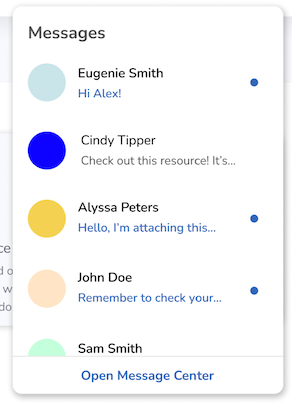 Messages
Eugenie Smith
Hi Alex!
Cindy Tipper
Check out this resource! It's...
Alyssa Peters
Hello, I'm attaching this...
John Doe
Remember to check your...
Sam Smith
Open Message Center